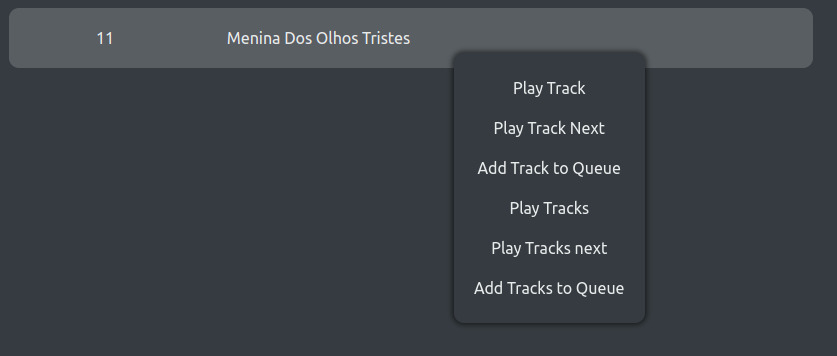 11 Menina Dos Olhos Tristes
Play Track
Play Track Next
Add Track to Queue
Play Tracks
Play Tracks next
Add Tracks to Queue